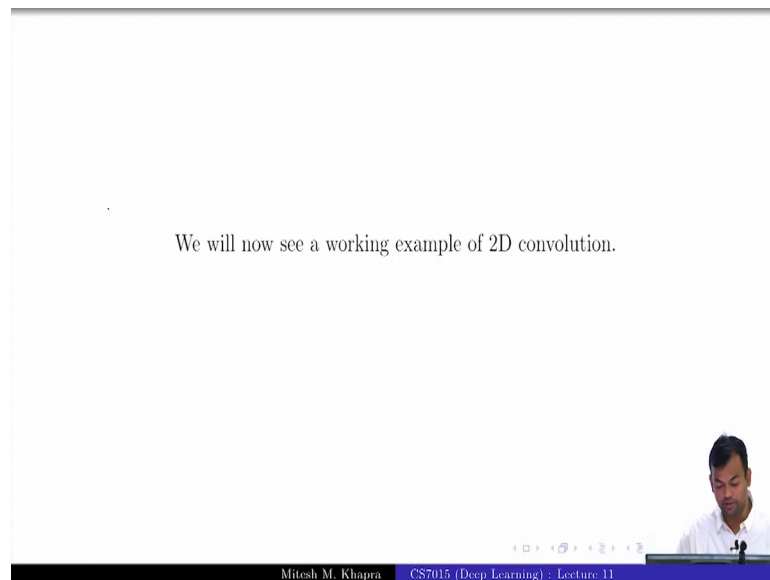 We will now see a working example of 2D convolution.
Mitesh M. Khapra CS7015 (Deep Learning) : Lecture 11